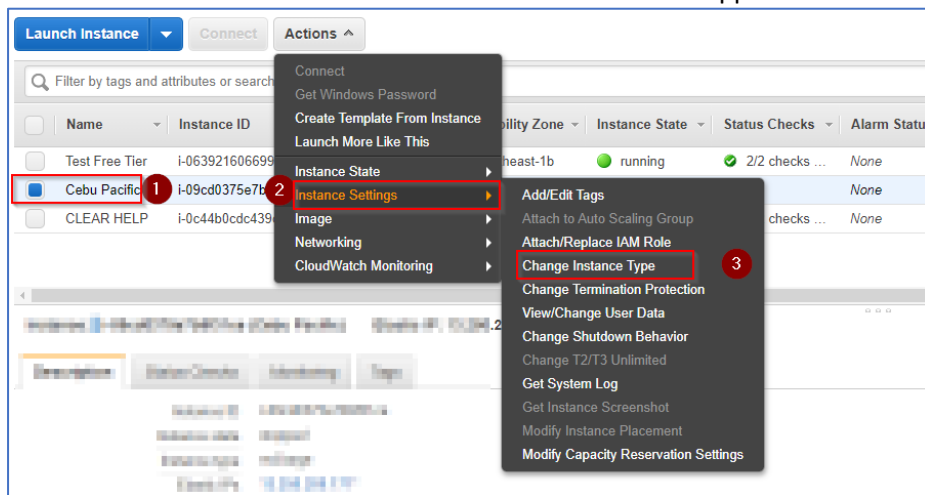 Launch Instance Connect Actions
Filter by tags and attributes or search
Name Instance ID bility Zone Instance State Status Checks Alarm Statu
Test Free Tier i-063921606699 heast-1b running 2/2 checks ... None
Cebu Pacific 1 i-09cd0375e7b None
CLEAR HELP i-0c44b0cdc439 checks ... None
Connect
Get Windows Password
Create Template From Instance
Launch More Like This
Instance State
2 Instance Settings
Image
Networking
CloudWatch Monitoring
Add/Edit Tags
Attach to Auto Scaling Group
Attach/Replace IAM Role
Change Instance Type 3
Change Termination Protection
View/Change User Data
Change Shutdown Behavior
Change T2/T3 Unlimited
Get System Log
Get Instance Screenshot
Modify Instance Placement
Modify Capacity Reservation Settings